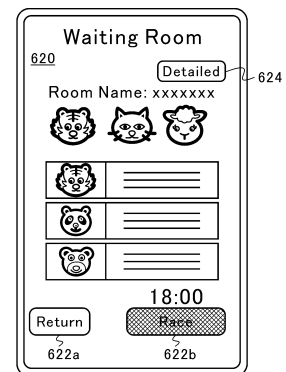 Waiting Room
620
Detailed
624
Room Name: xxxxxxx
18:00
Return
Race
622a
622b